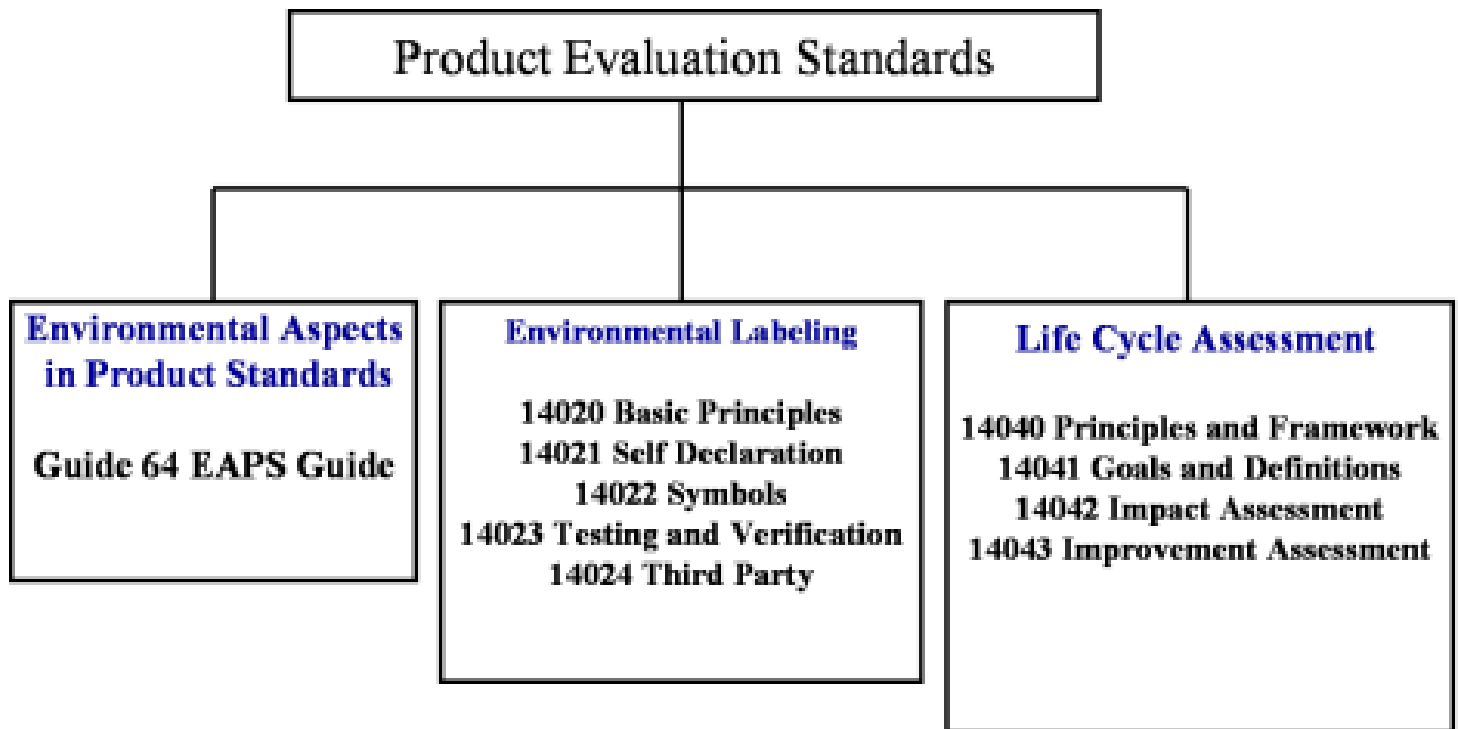 Product Evaluation Standards
Environmental Aspects
in Product Standards
Guide 64 EAPS Guide
Environmental Labeling
14020 Basic Principles
14021 Self Declaration
14022 Symbols
14023 Testing and Verification
14024 Third Party
Life Cycle Assessment
14040 Principles and Framework
14041 Goals and Definitions
14042 Impact Assessment
14043 Improvement Assessment